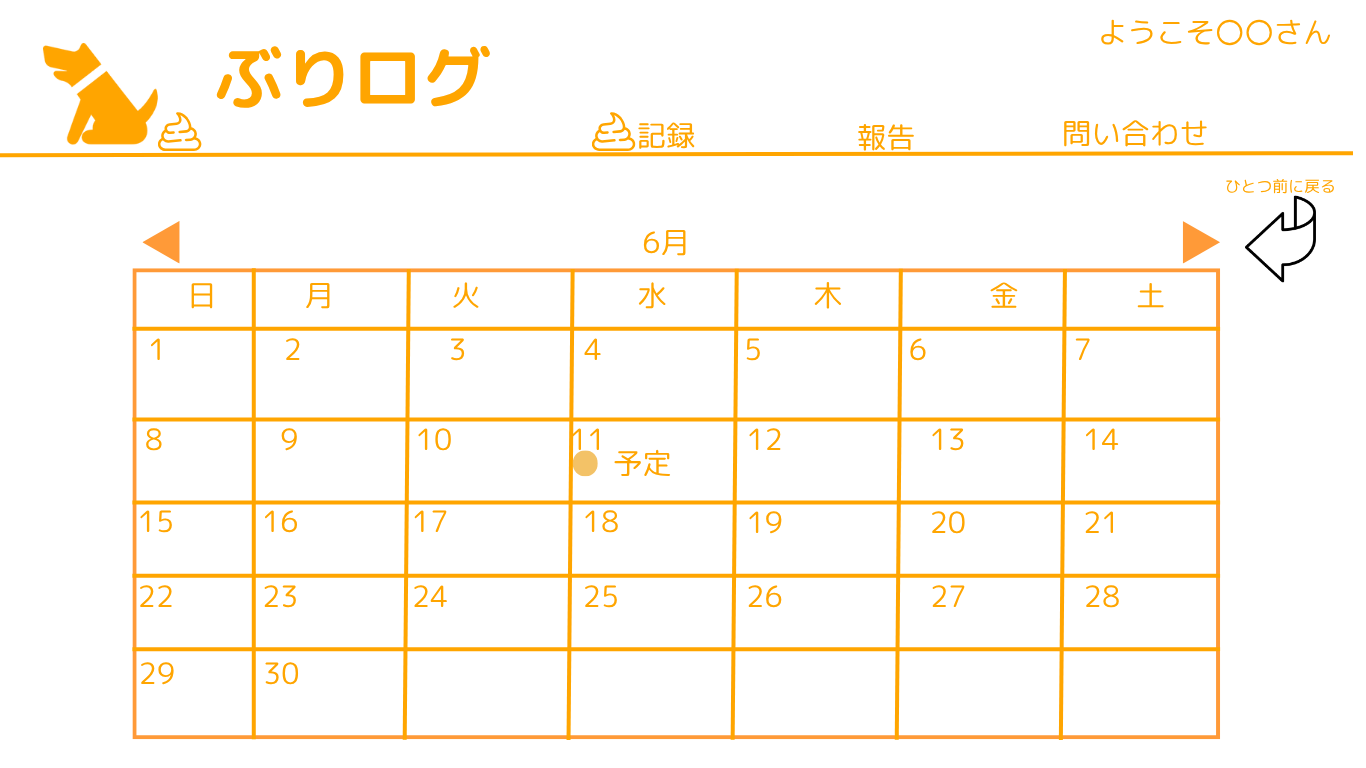 ようこそ〇〇さん
ぶりログ
記録 報告 問い合わせ
ひとつ前に戻る
6月
日 月 火 水 木 金 土
1 2 3 4 5 6 7
8 9 10 11 12 13 14
予定
15 16 17 18 19 20 21
22 23 24 25 26 27 28
29 30